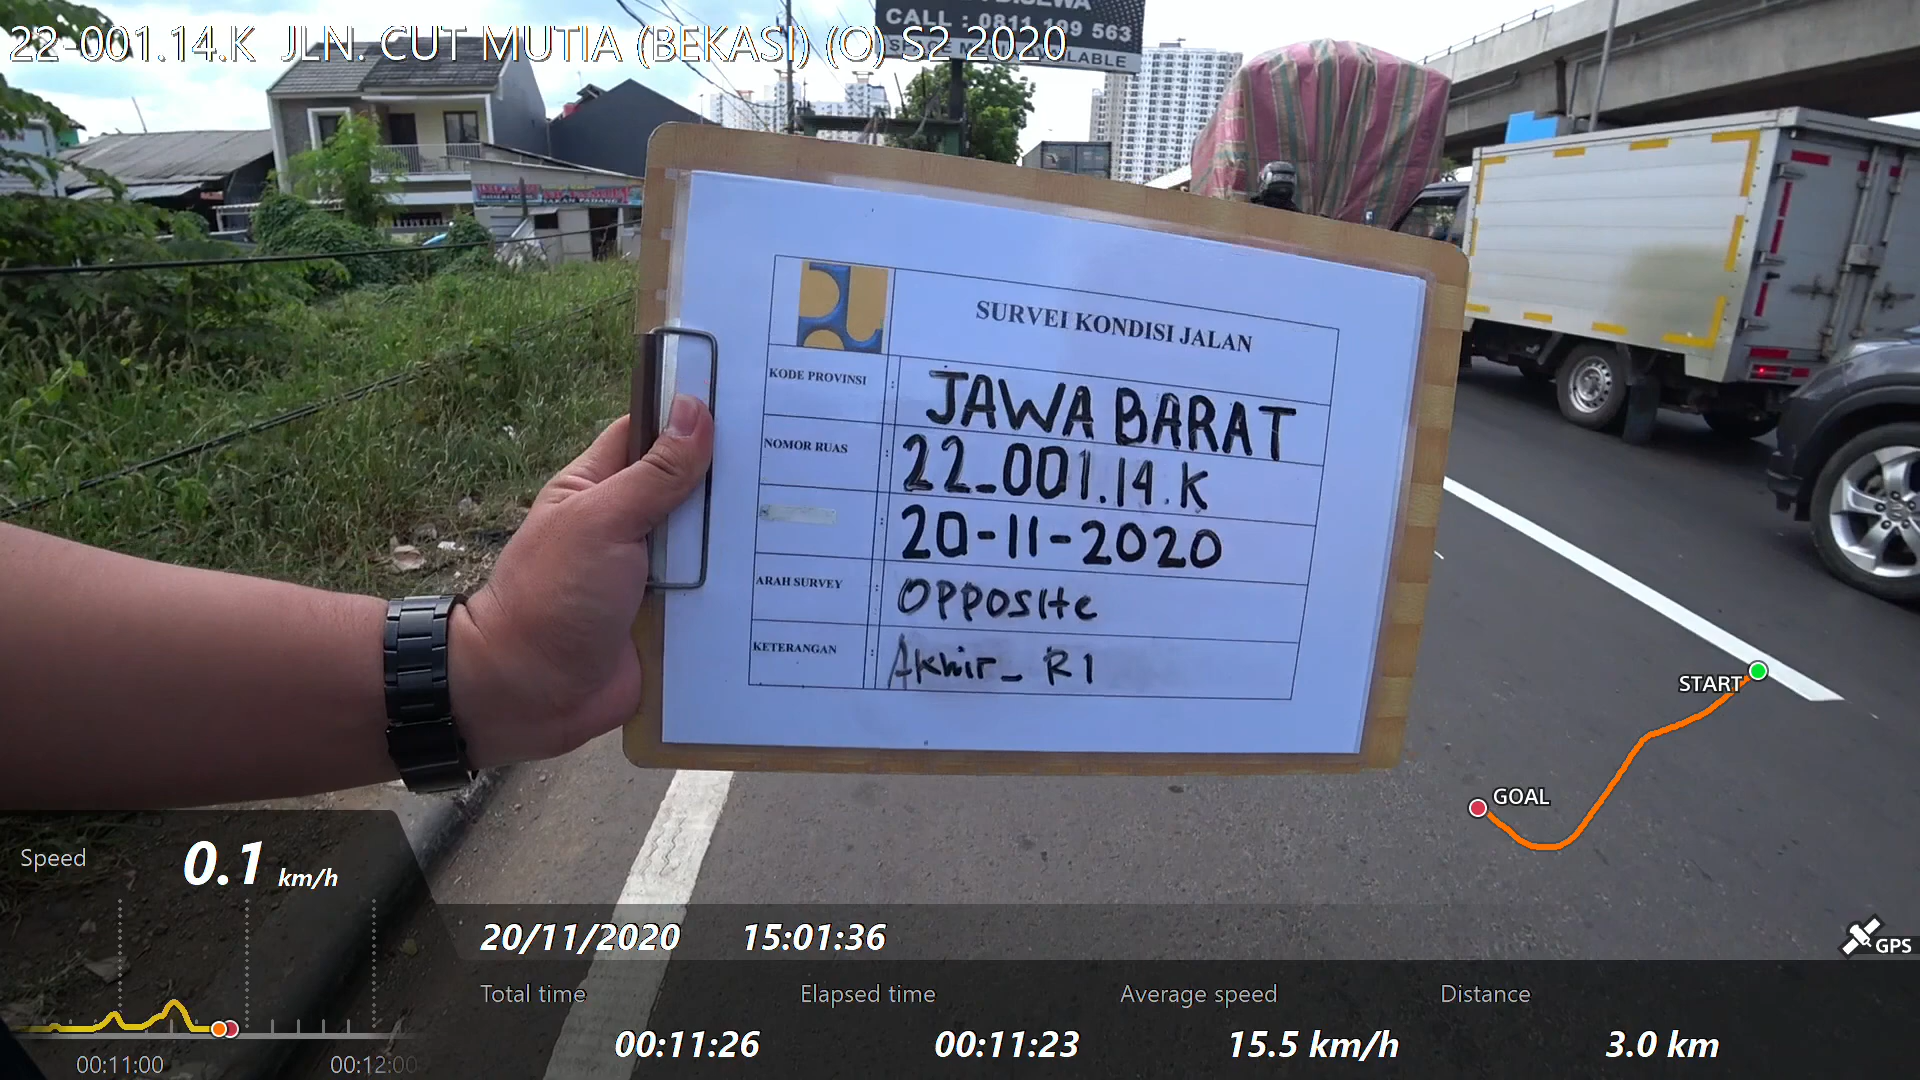 22-001.14.K JLN. CUT MUTIA (BEKASI) (O) S2 2020
CALL : 0811 199 563
SURVEI KONDISI JALAN
KODE PROVINSI : JAWA BARAT
NOMOR RUAS : 22_001.14.K
: 20-11-2020
ARAH SURVEY : OPPOSITE
KETERANGAN : Akhir_ R1
START
GOAL
Speed 0.1 km/h
20/11/2020 15:01:36
GPS
Total time Elapsed time Average speed Distance
00:11:26 00:11:23 15.5 km/h 3.0 km
00:11:00 00:12:00